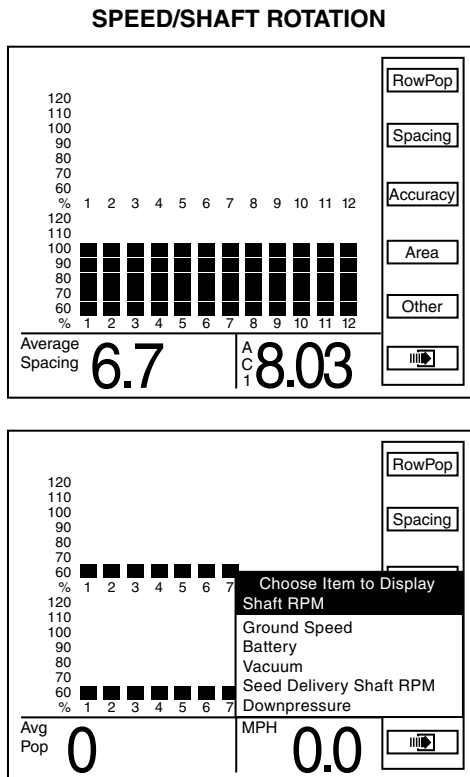 SPEED/SHAFT ROTATION
RowPop
120
110
100
90
80
70
60
% 1 2 3 4 5 6 7 8 9 10 11 12
Spacing
Accuracy
120
110
100
90
80
70
60
% 1 2 3 4 5 6 7 8 9 10 11 12
Area
Other
Average
Spacing 6.7
AC1 8.03
RowPop
120
110
100
90
80
70
60
% 1 2 3 4 5 6 7
Spacing
120
110
100
90
80
70
60
% 1 2 3 4 5 6 7
Choose Item to Display
Shaft RPM
Ground Speed
Battery
Vacuum
Seed Delivery Shaft RPM
Downpressure
Avg
Pop 0
MPH 0.0